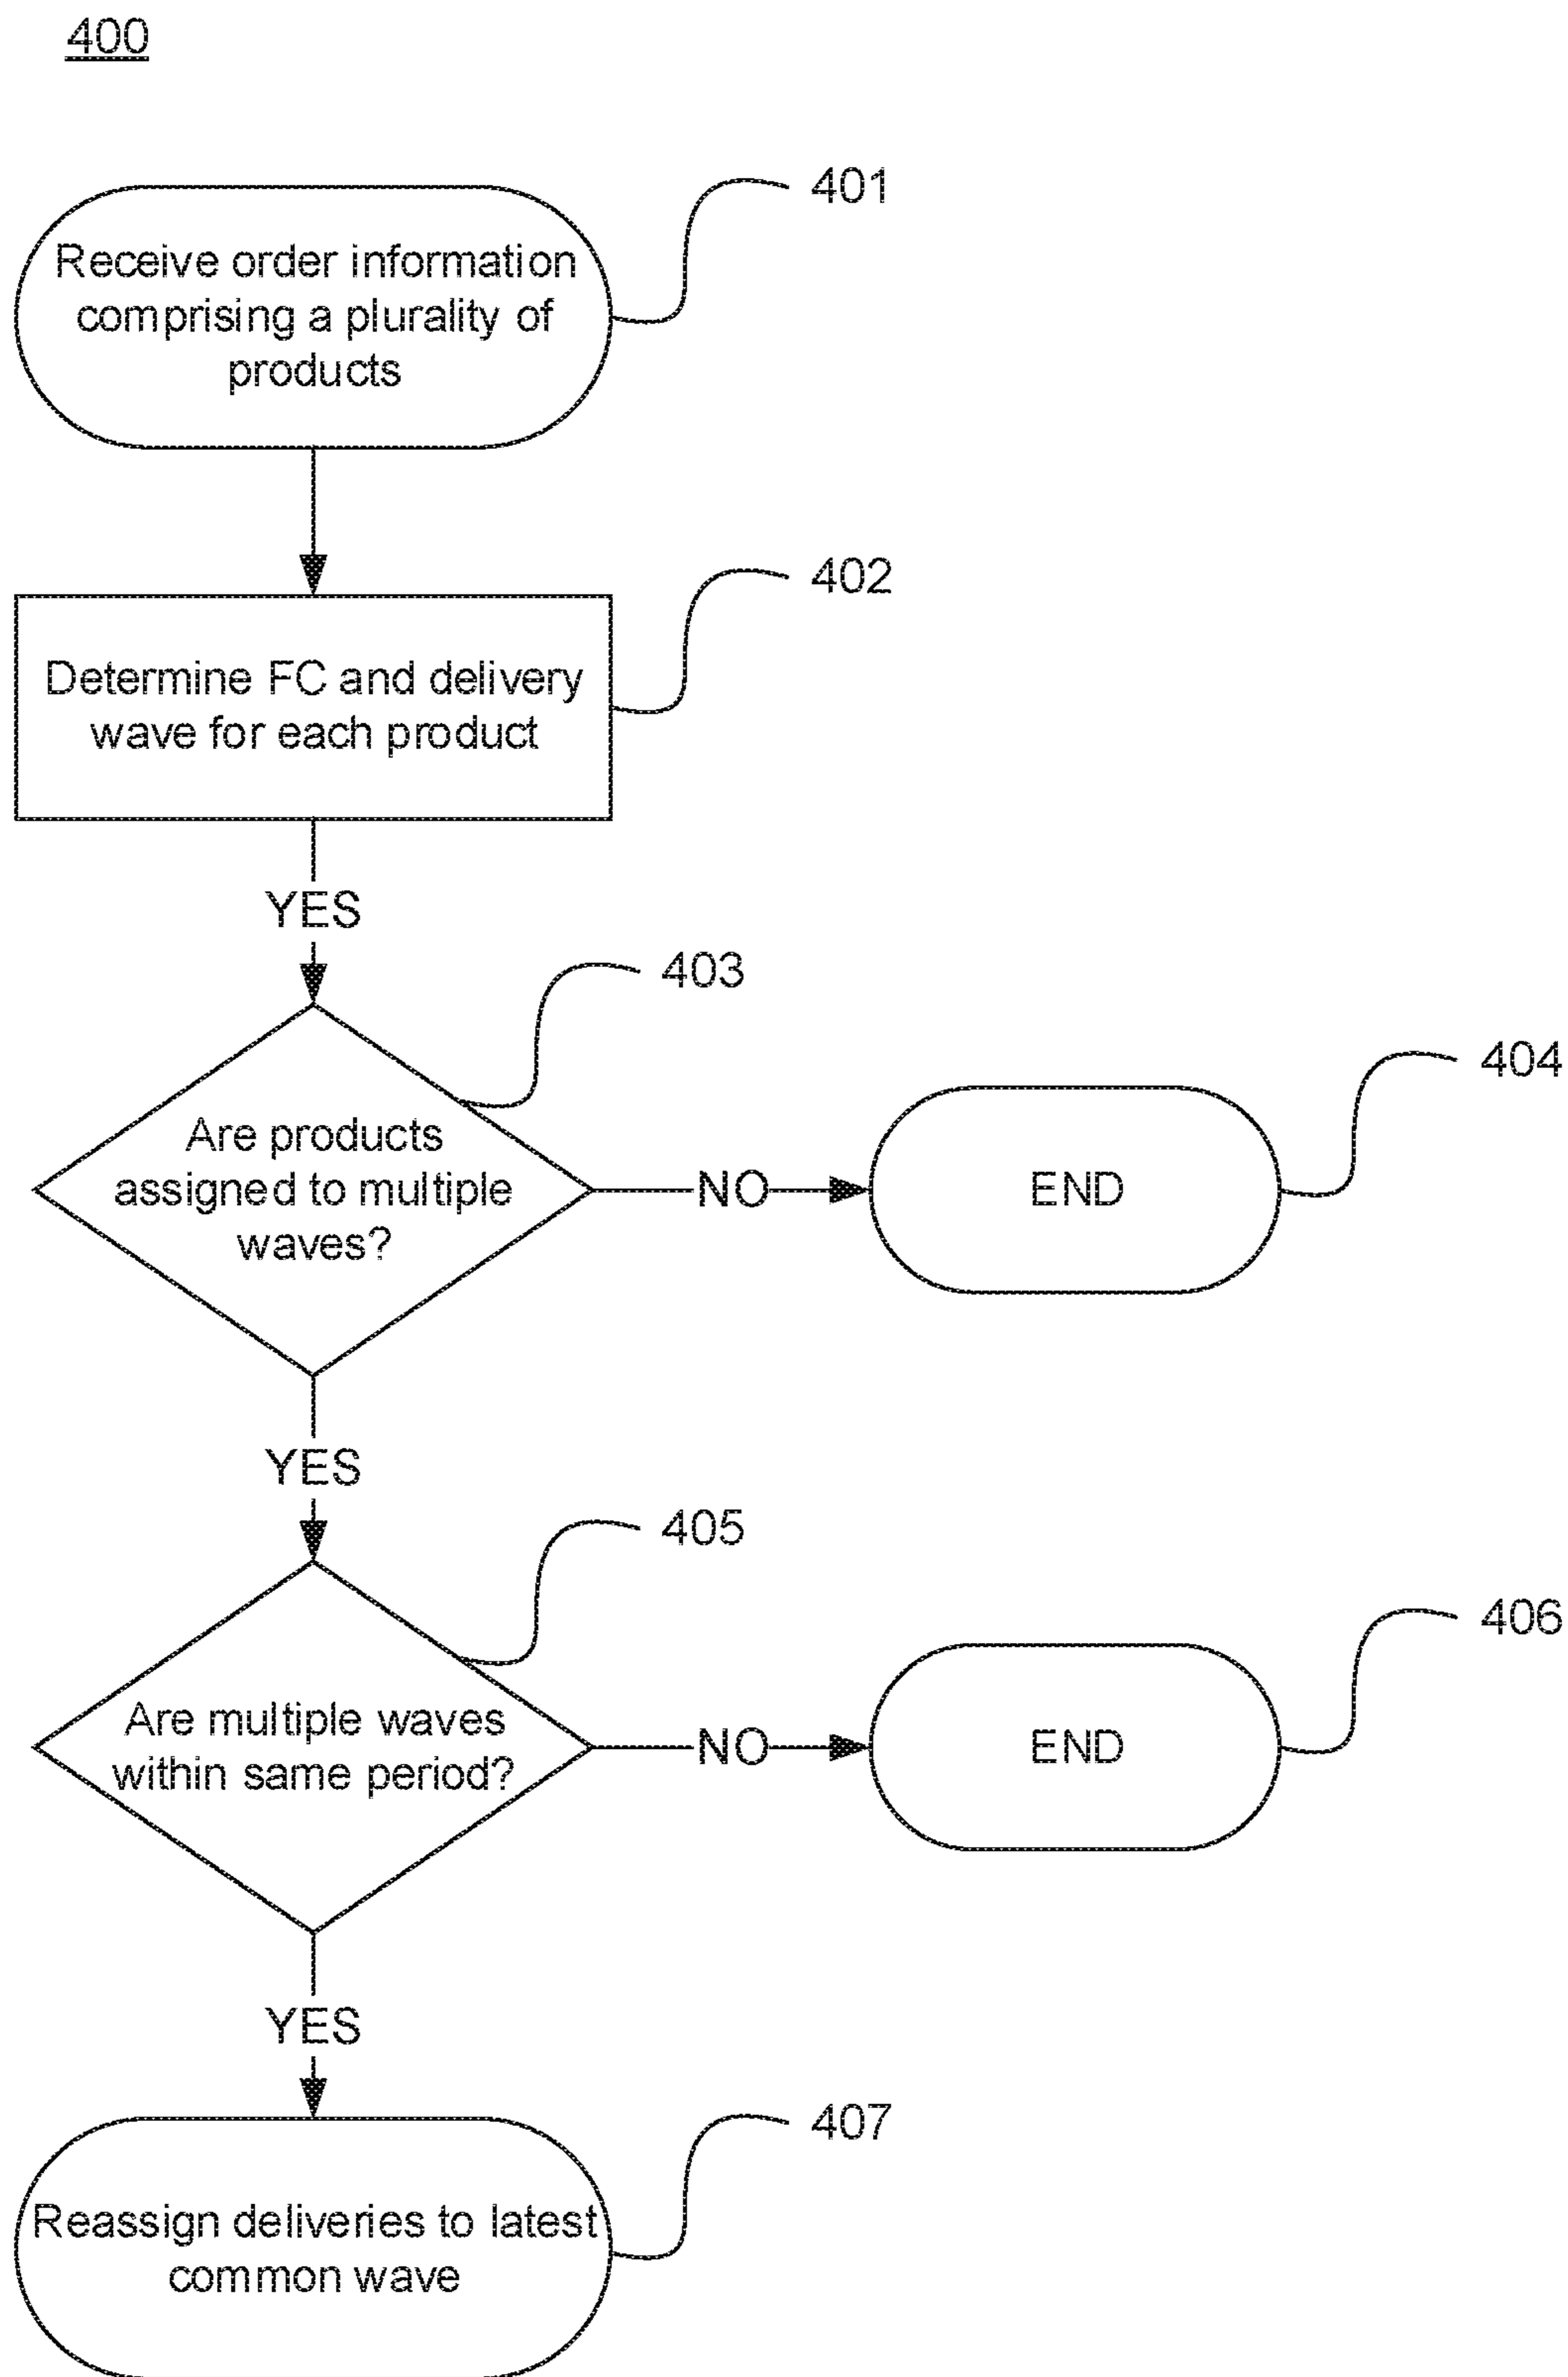 400
401
Receive order information
comprising a plurality of
products
402
Determine FC and delivery
wave for each product
YES
403
Are products
assigned to multiple
waves?
NO
404
END
YES
405
Are multiple waves
within same period?
NO
406
END
YES
407
Reassign deliveries to latest
common wave